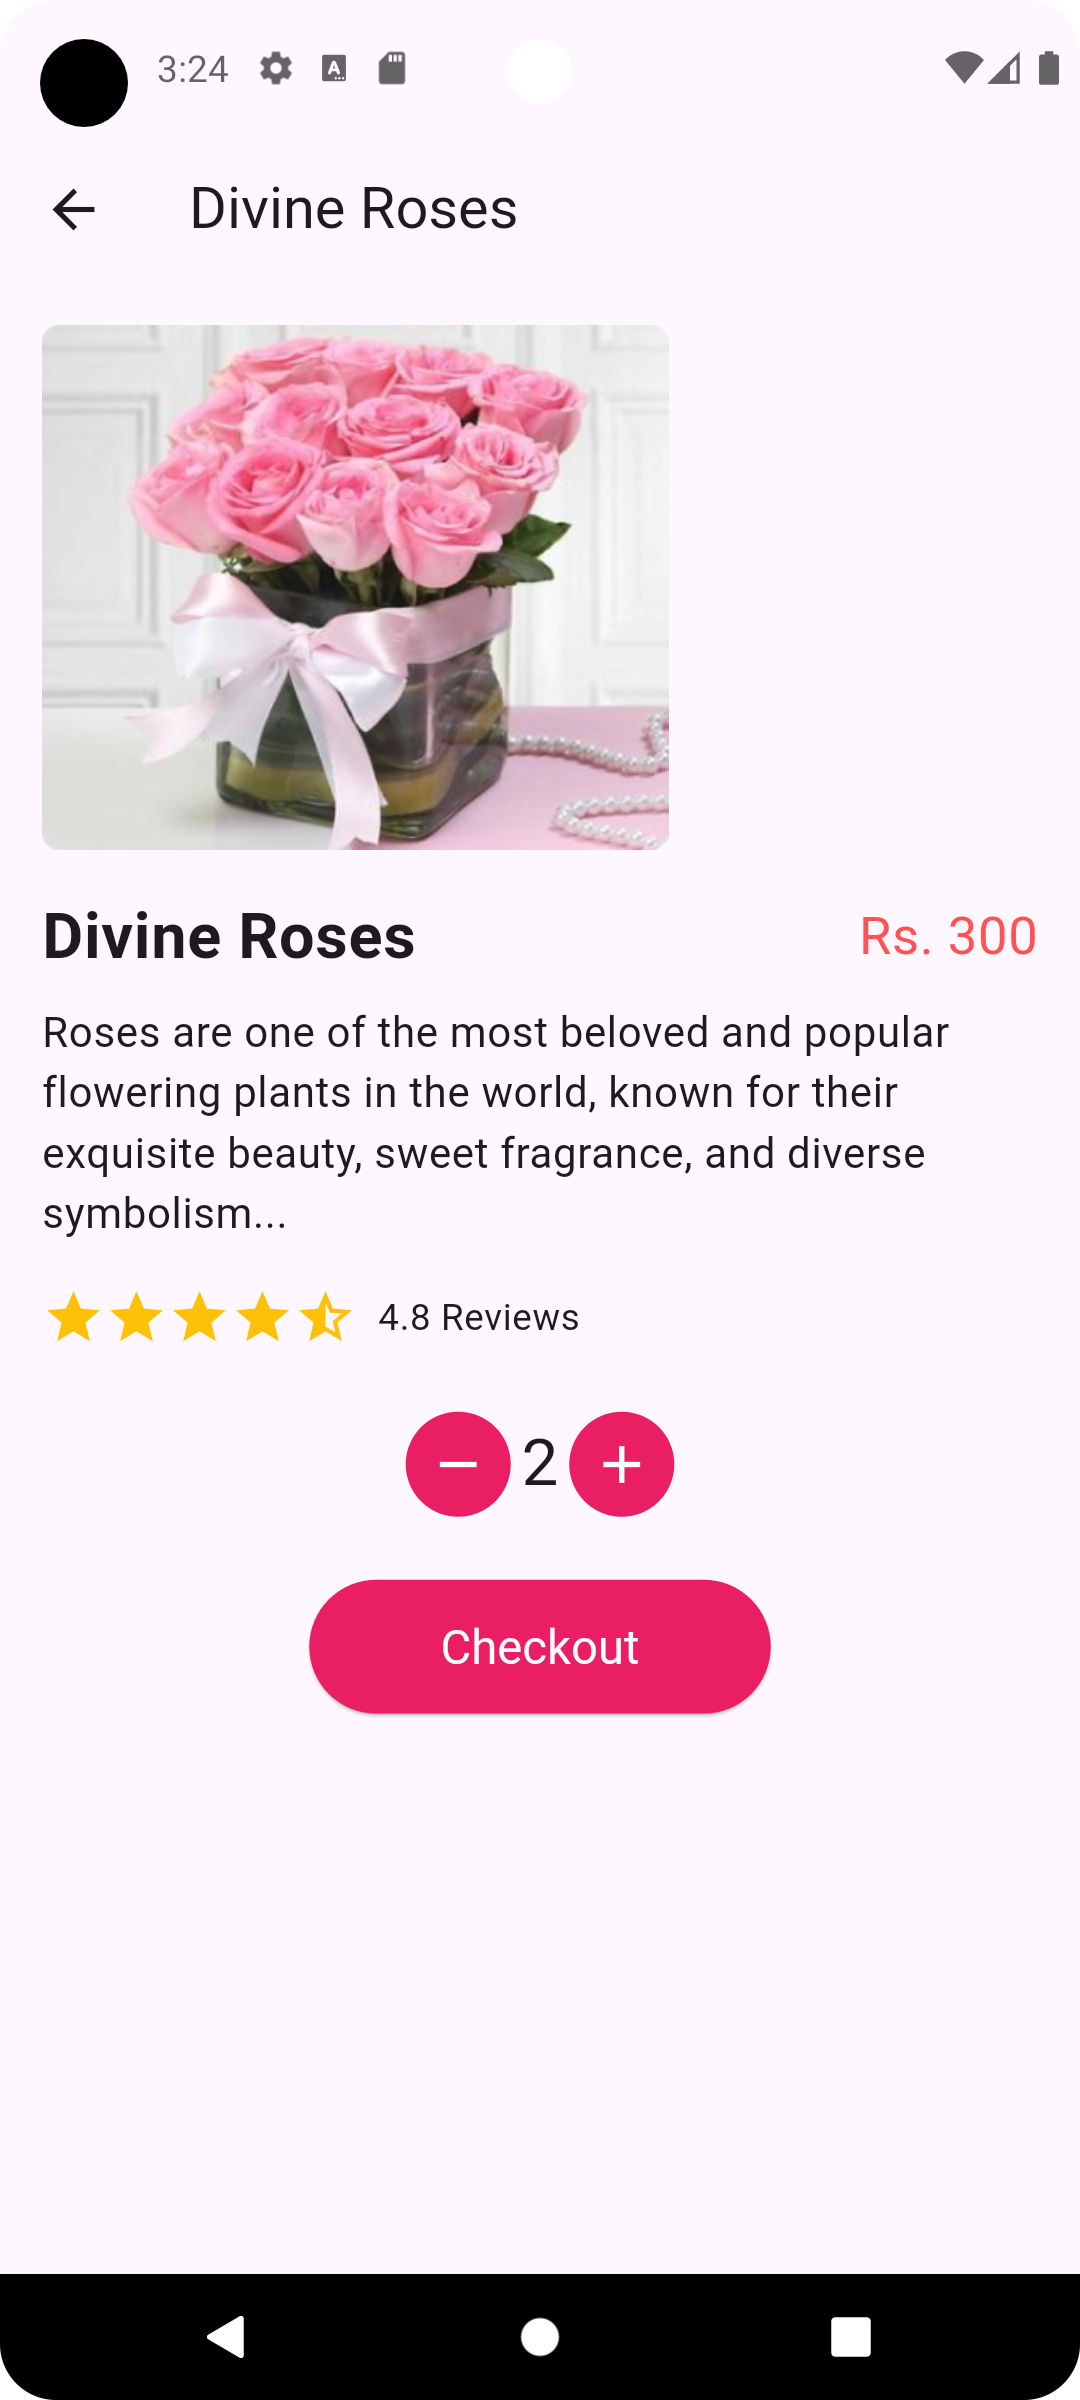 3:24
Divine Roses
Divine Roses
Rs. 300
Roses are one of the most beloved and popular
flowering plants in the world, known for their
exquisite beauty, sweet fragrance, and diverse
symbolism...
4.8 Reviews
2
Checkout